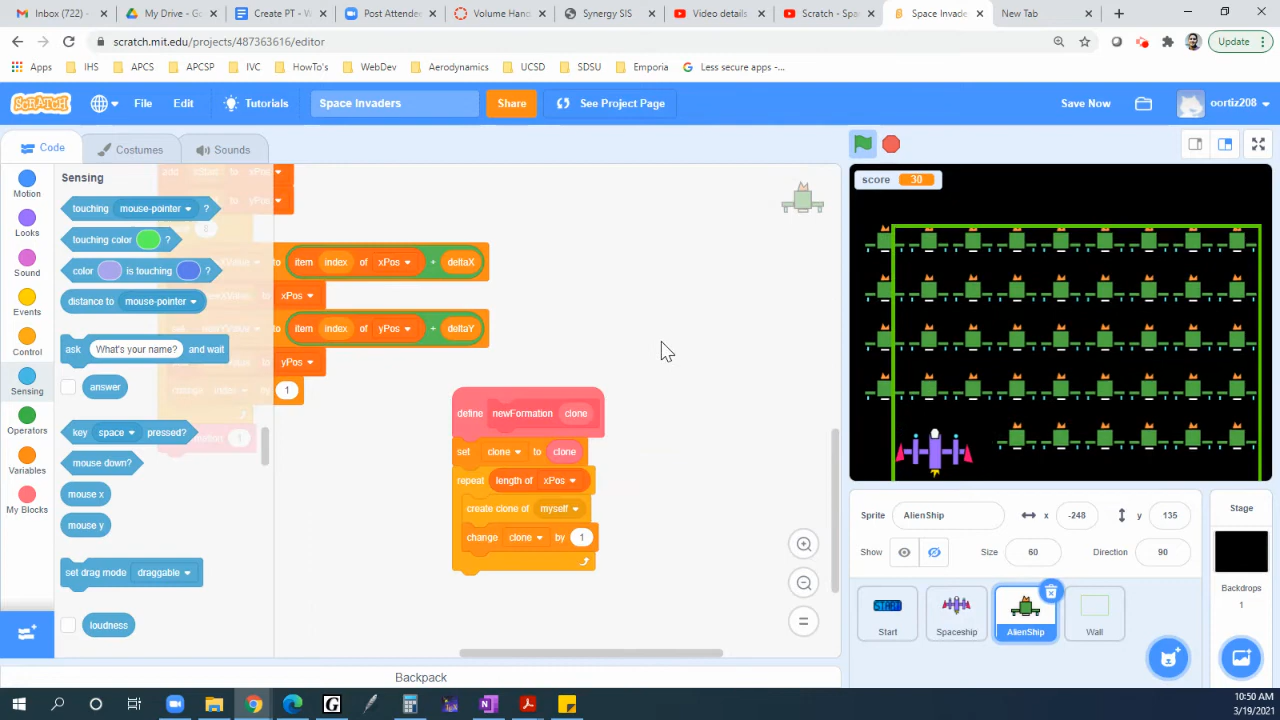 Inbox (722) -
My Drive - Go
Create PT - W
Post Attende
Volume Hand
Synergy SIS
Video details
Scratch - Spa
Space Invade
New Tab
scratch.mit.edu/projects/487363616/editor
Update
Apps
IHS
APCS
APCSP
IVC
HowTo's
WebDev
Aerodynamics
UCSD
SDSU
Emporia
Less secure apps -...
SCRATCH
File
Edit
Tutorials
Space Invaders
Share
See Project Page
Save Now
oortiz208
Code
Costumes
Sounds
Motion
Looks
Sound
Events
Control
Sensing
Operators
Variables
My Blocks
Sensing
touching mouse-pointer ?
touching color ?
color is touching ?
distance to mouse-pointer
ask What's your name? and wait
answer
key space pressed?
mouse down?
mouse x
mouse y
set drag mode draggable
loudness
to item index of xPos + deltaX
to xPos
to item index of yPos + deltaY
to yPos
change by 1
1
define newFormation clone
set clone to clone
repeat length of xPos
create clone of myself
change clone by 1
Backpack
score 30
Sprite AlienShip x -248 y 135
Show Size 60 Direction 90
Start
Spaceship
AlienShip
Wall
Stage
Backdrops
1
10:50 AM
3/19/2021